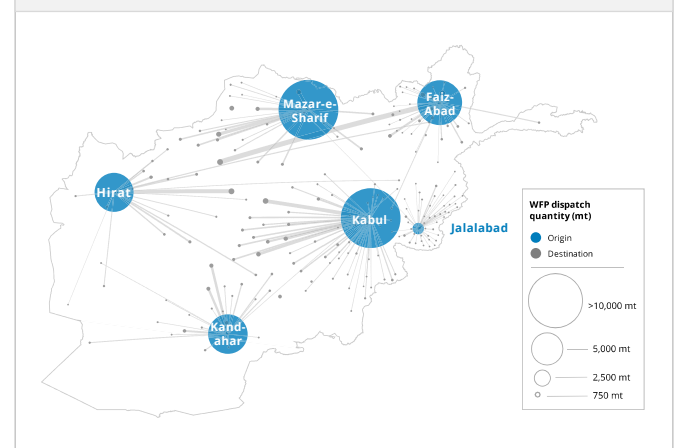 Mazar-e-
Sharif
Faiz-
Abad
Hirat
Kabul
Jalalabad
Kand-
ahar
WFP dispatch
quantity (mt)
Origin
Destination
>10,000 mt
5,000 mt
2,500 mt
750 mt